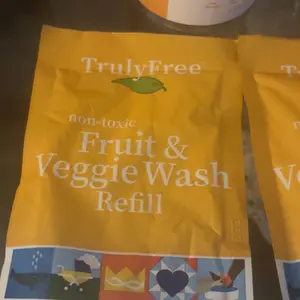 TrulyFree
non-toxic
Fruit &
Veggie Wash
Refill